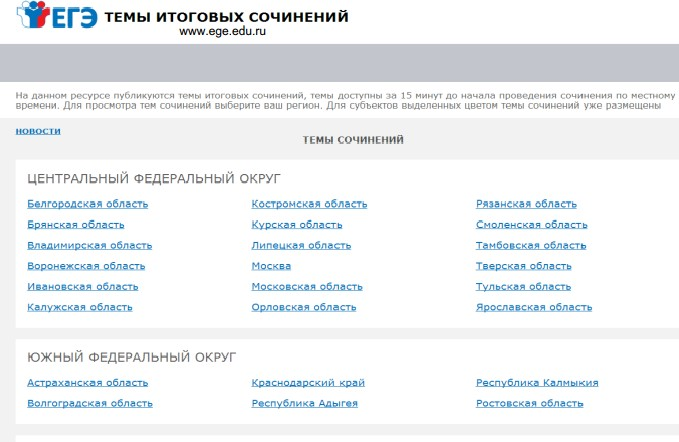 ЕГЭ ТЕМЫ ИТОГОВЫХ СОЧИНЕНИЙ
www.ege.edu.ru
На данном ресурсе публикуются темы итоговых сочинений, темы доступны за 15 минут до начала проведения сочинения по местному
времени. Для просмотра тем сочинений выберите ваш регион. Для субъектов выделенных цветом темы сочинений уже размещены
НОВОСТИ
ТЕМЫ СОЧИНЕНИЙ
ЦЕНТРАЛЬНЫЙ ФЕДЕРАЛЬНЫЙ ОКРУГ
Белгородская область Костромская область Рязанская область
Брянская область Курская область Смоленская область
Владимирская область Липецкая область Тамбовская область
Воронежская область Москва Тверская область
Ивановская область Московская область Тульская область
Калужская область Орловская область Ярославская область
ЮЖНЫЙ ФЕДЕРАЛЬНЫЙ ОКРУГ
Астраханская область Краснодарский край Республика Калмыкия
Волгоградская область Республика Адыгея Ростовская область